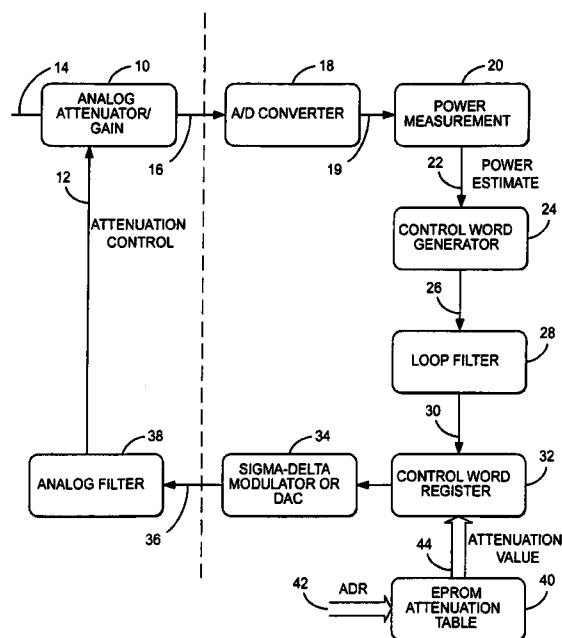 14
10
ANALOG
ATTENUATOR/
GAIN
16
18
A/D CONVERTER
19
20
POWER
MEASUREMENT
22
POWER
ESTIMATE
12
ATTENUATION
CONTROL
24
CONTROL WORD
GENERATOR
26
28
LOOP FILTER
30
38
ANALOG FILTER
36
34
SIGMA-DELTA
MODULATOR OR
DAC
32
CONTROL WORD
REGISTER
44
ATTENUATION
VALUE
42
ADR
40
EPROM
ATTENUATION
TABLE